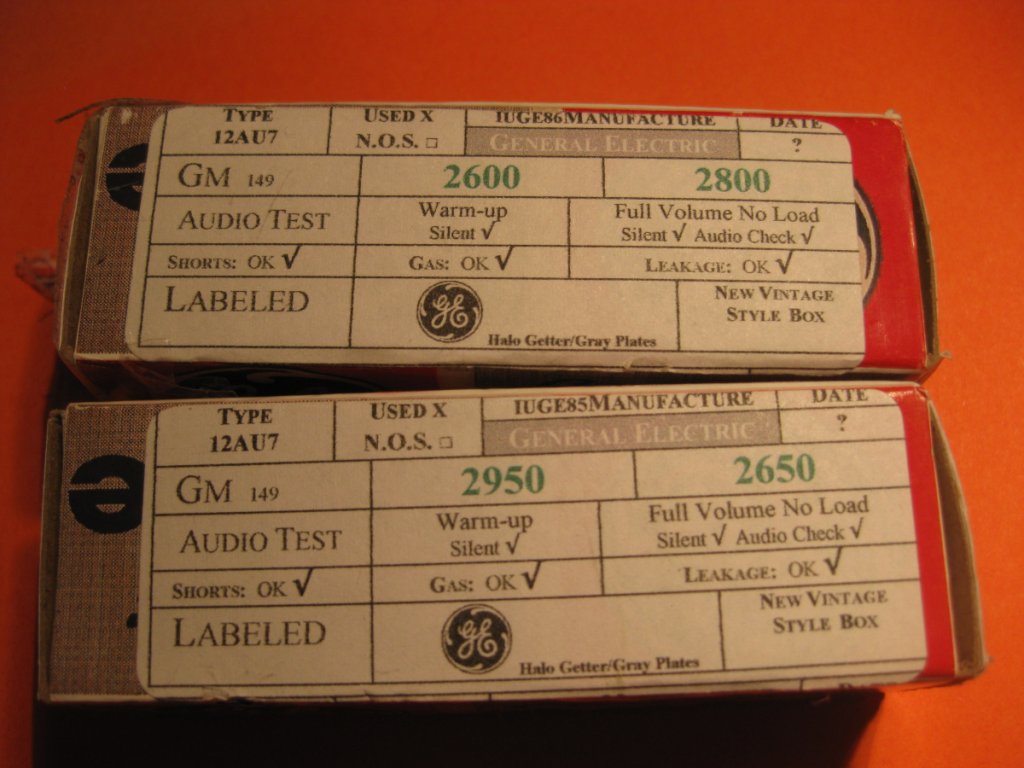 TYPE USED X IUGE86MANUFACTURE DATE
12AU7 N.O.S. □ GENERAL ELECTRIC ?
GM 149 2600 2800
AUDIO TEST Warm-up Full Volume No Load
Silent √ Silent √ Audio Check √
SHORTS: OK √ GAS: OK √ LEAKAGE: OK √
LABELED GE NEW VINTAGE
STYLE BOX
Halo Getter/Gray Plates
TYPE USED X IUGE85MANUFACTURE DATE
12AU7 N.O.S. □ GENERAL ELECTRIC ?
GM 149 2950 2650
AUDIO TEST Warm-up Full Volume No Load
Silent √ Silent √ Audio Check √
SHORTS: OK √ GAS: OK √ LEAKAGE: OK √
LABELED GE NEW VINTAGE
STYLE BOX
Halo Getter/Gray Plates